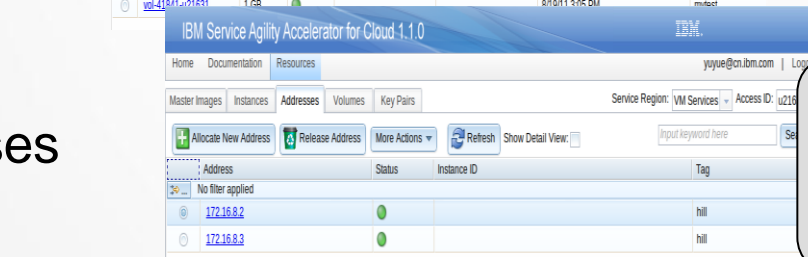 vol-41841-u21631 1 GB 8/19/11 3:05 PM mytest
IBM Service Agility Accelerator for Cloud 1.1.0 IBM.
Home Documentation Resources yuyue@cn.ibm.com |
Master Images Instances Addresses Volumes Key Pairs Service Region: VM Services Access ID: u216
Allocate New Address Release Address More Actions Refresh Show Detail View: Input keyword here
ses
Address Status Instance ID Tag
... No filter applied
172.16.8.2 hill
172.16.8.3 hill